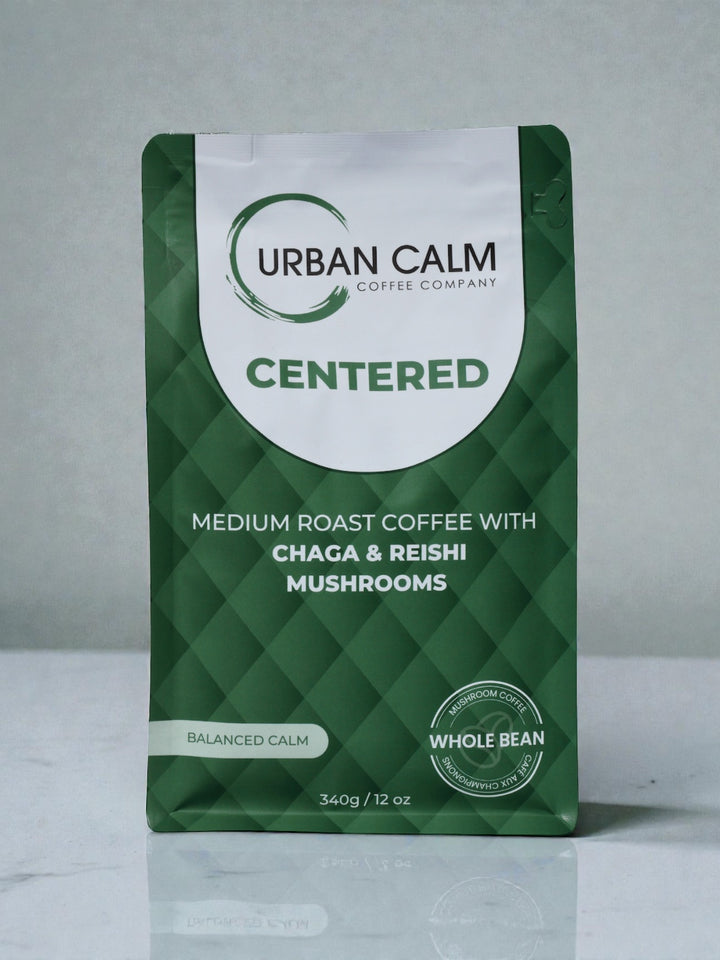 URBAN CALM
COFFEE COMPANY
CENTERED
MEDIUM ROAST COFFEE WITH
CHAGA & REISHI
MUSHROOMS
BALANCED CALM
MUSHROOM COFFEE
WHOLE BEAN
CAFÉ AUX CHAMPIGNONS
340g / 12 oz